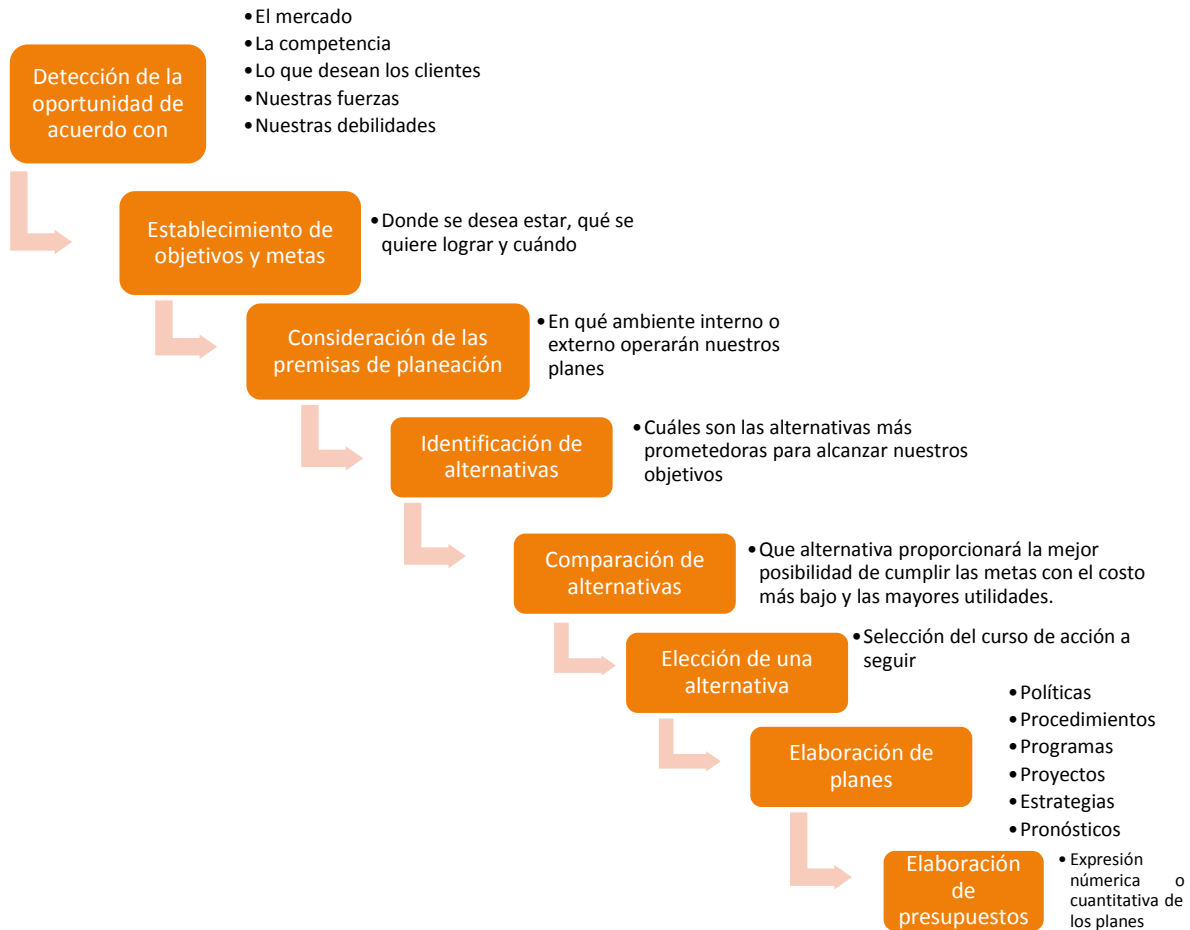 Detección de la
oportunidad de
acuerdo con
•El mercado
•La competencia
•Lo que desean los clientes
•Nuestras fuerzas
•Nuestras debilidades
Establecimiento de
objetivos y metas
•Donde se desea estar, qué se
quiere lograr y cuándo
Consideración de las
premisas de planeación
•En qué ambiente interno o
externo operarán nuestros
planes
Identificación de
alternativas
•Cuáles son las alternativas más
prometedoras para alcanzar nuestros
objetivos
Comparación de
alternativas
•Que alternativa proporcionará la mejor
posibilidad de cumplir las metas con el costo
más bajo y las mayores utilidades.
Elección de una
alternativa
•Selección del curso de acción a
seguir
Elaboración de
planes
•Políticas
•Procedimientos
•Programas
•Proyectos
•Estrategias
•Pronósticos
Elaboración
de
presupuestos
• Expresión
númerica o
cuantitativa de
los planes